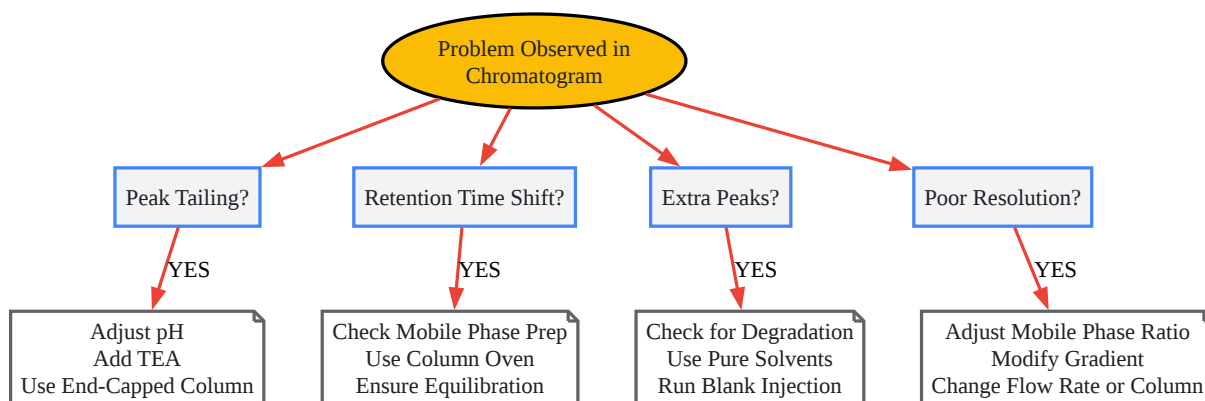 Problem Observed in
Chromatogram
Peak Tailing?
Retention Time Shift?
Extra Peaks?
Poor Resolution?
YES
YES
YES
YES
Adjust pH
Add TEA
Use End-Capped Column
Check Mobile Phase Prep
Use Column Oven
Ensure Equilibration
Check for Degradation
Use Pure Solvents
Run Blank Injection
Adjust Mobile Phase Ratio
Modify Gradient
Change Flow Rate or Column